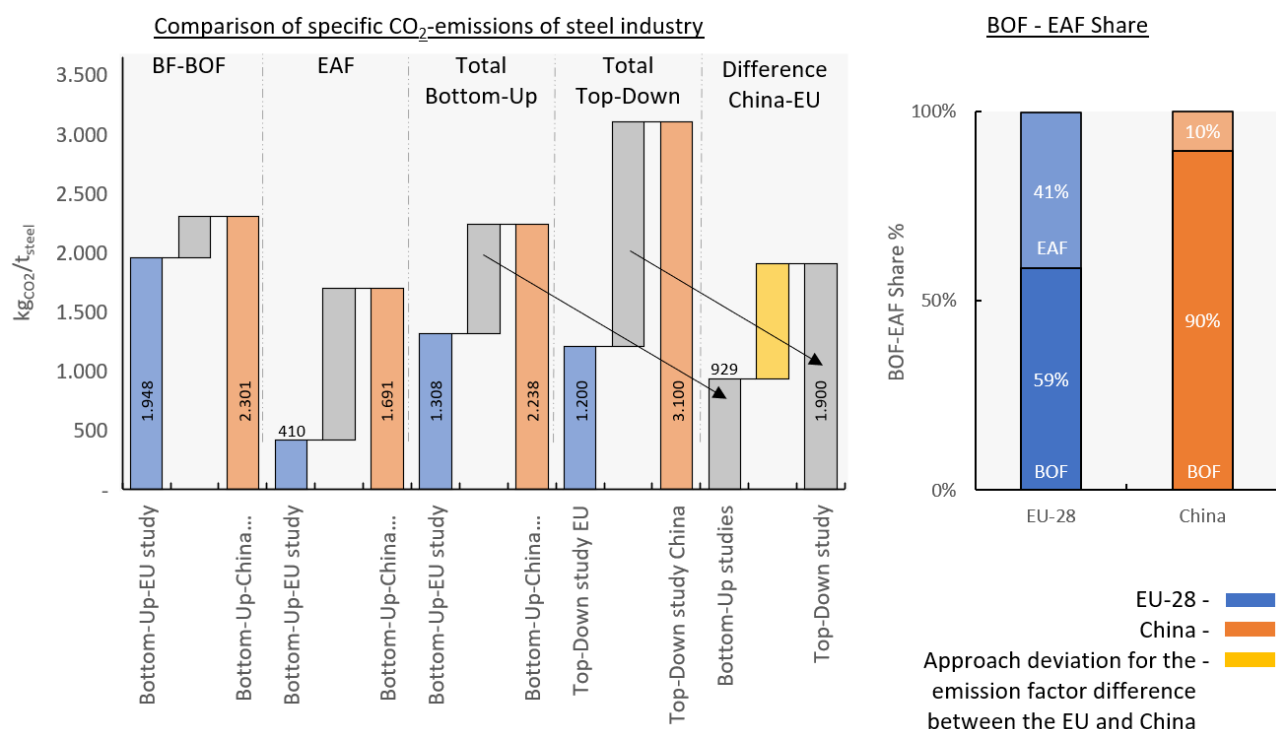 Comparison of specific CO2-emissions of steel industry
BF-BOF
EAF
Total
Bottom-Up
Total
Top-Down
Difference
China-EU
kgCO2/tsteel
3.500
3.000
2.500
2.000
1.500
1.000
500
-
1.948
2.301
410
1.691
1.308
2.238
1.200
3.100
929
1.900
Bottom-Up-EU study
Bottom-Up-China...
Bottom-Up-EU study
Bottom-Up-China...
Bottom-Up-EU study
Bottom-Up-China...
Top-Down study EU
Top-Down study China
Bottom-Up studies
Top-Down study
BOF - EAF Share
BOF-EAF Share %
100%
50%
0%
41%
EAF
59%
BOF
10%
90%
BOF
EU-28
China
EU-28 -
China -
Approach deviation for the -
emission factor difference
between the EU and China